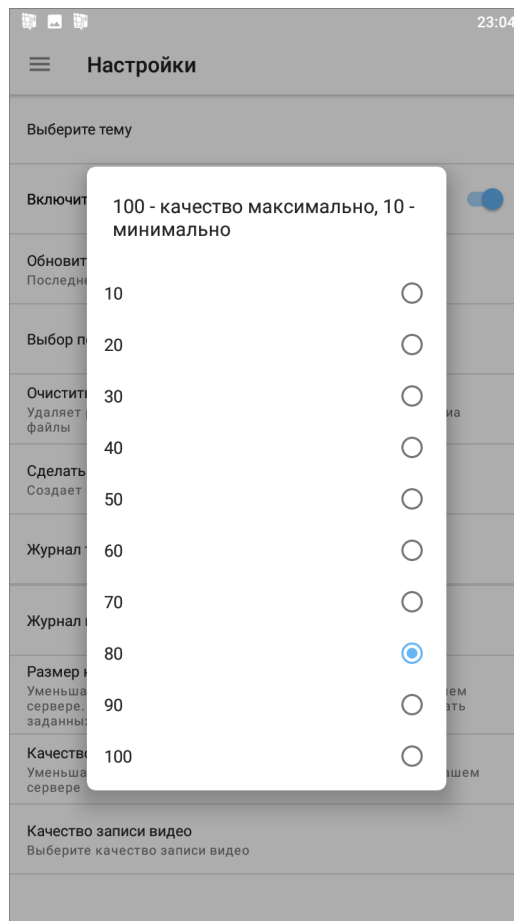 23:04
Настройки
Выберите тему
Включит
100 - качество максимально, 10 -
минимально
Обновит
Последн
10
Выбор п
20
Очистит
30
Удаляет
иа
файлы
40
Сделать
Создает
50
Журнал
60
70
Журнал
80
Размер
Уменьша
ем
сервере.
90
ать
заданны
Качеств
100
Уменьша
ашем
сервере
Качество записи видео
Выберите качество записи видео